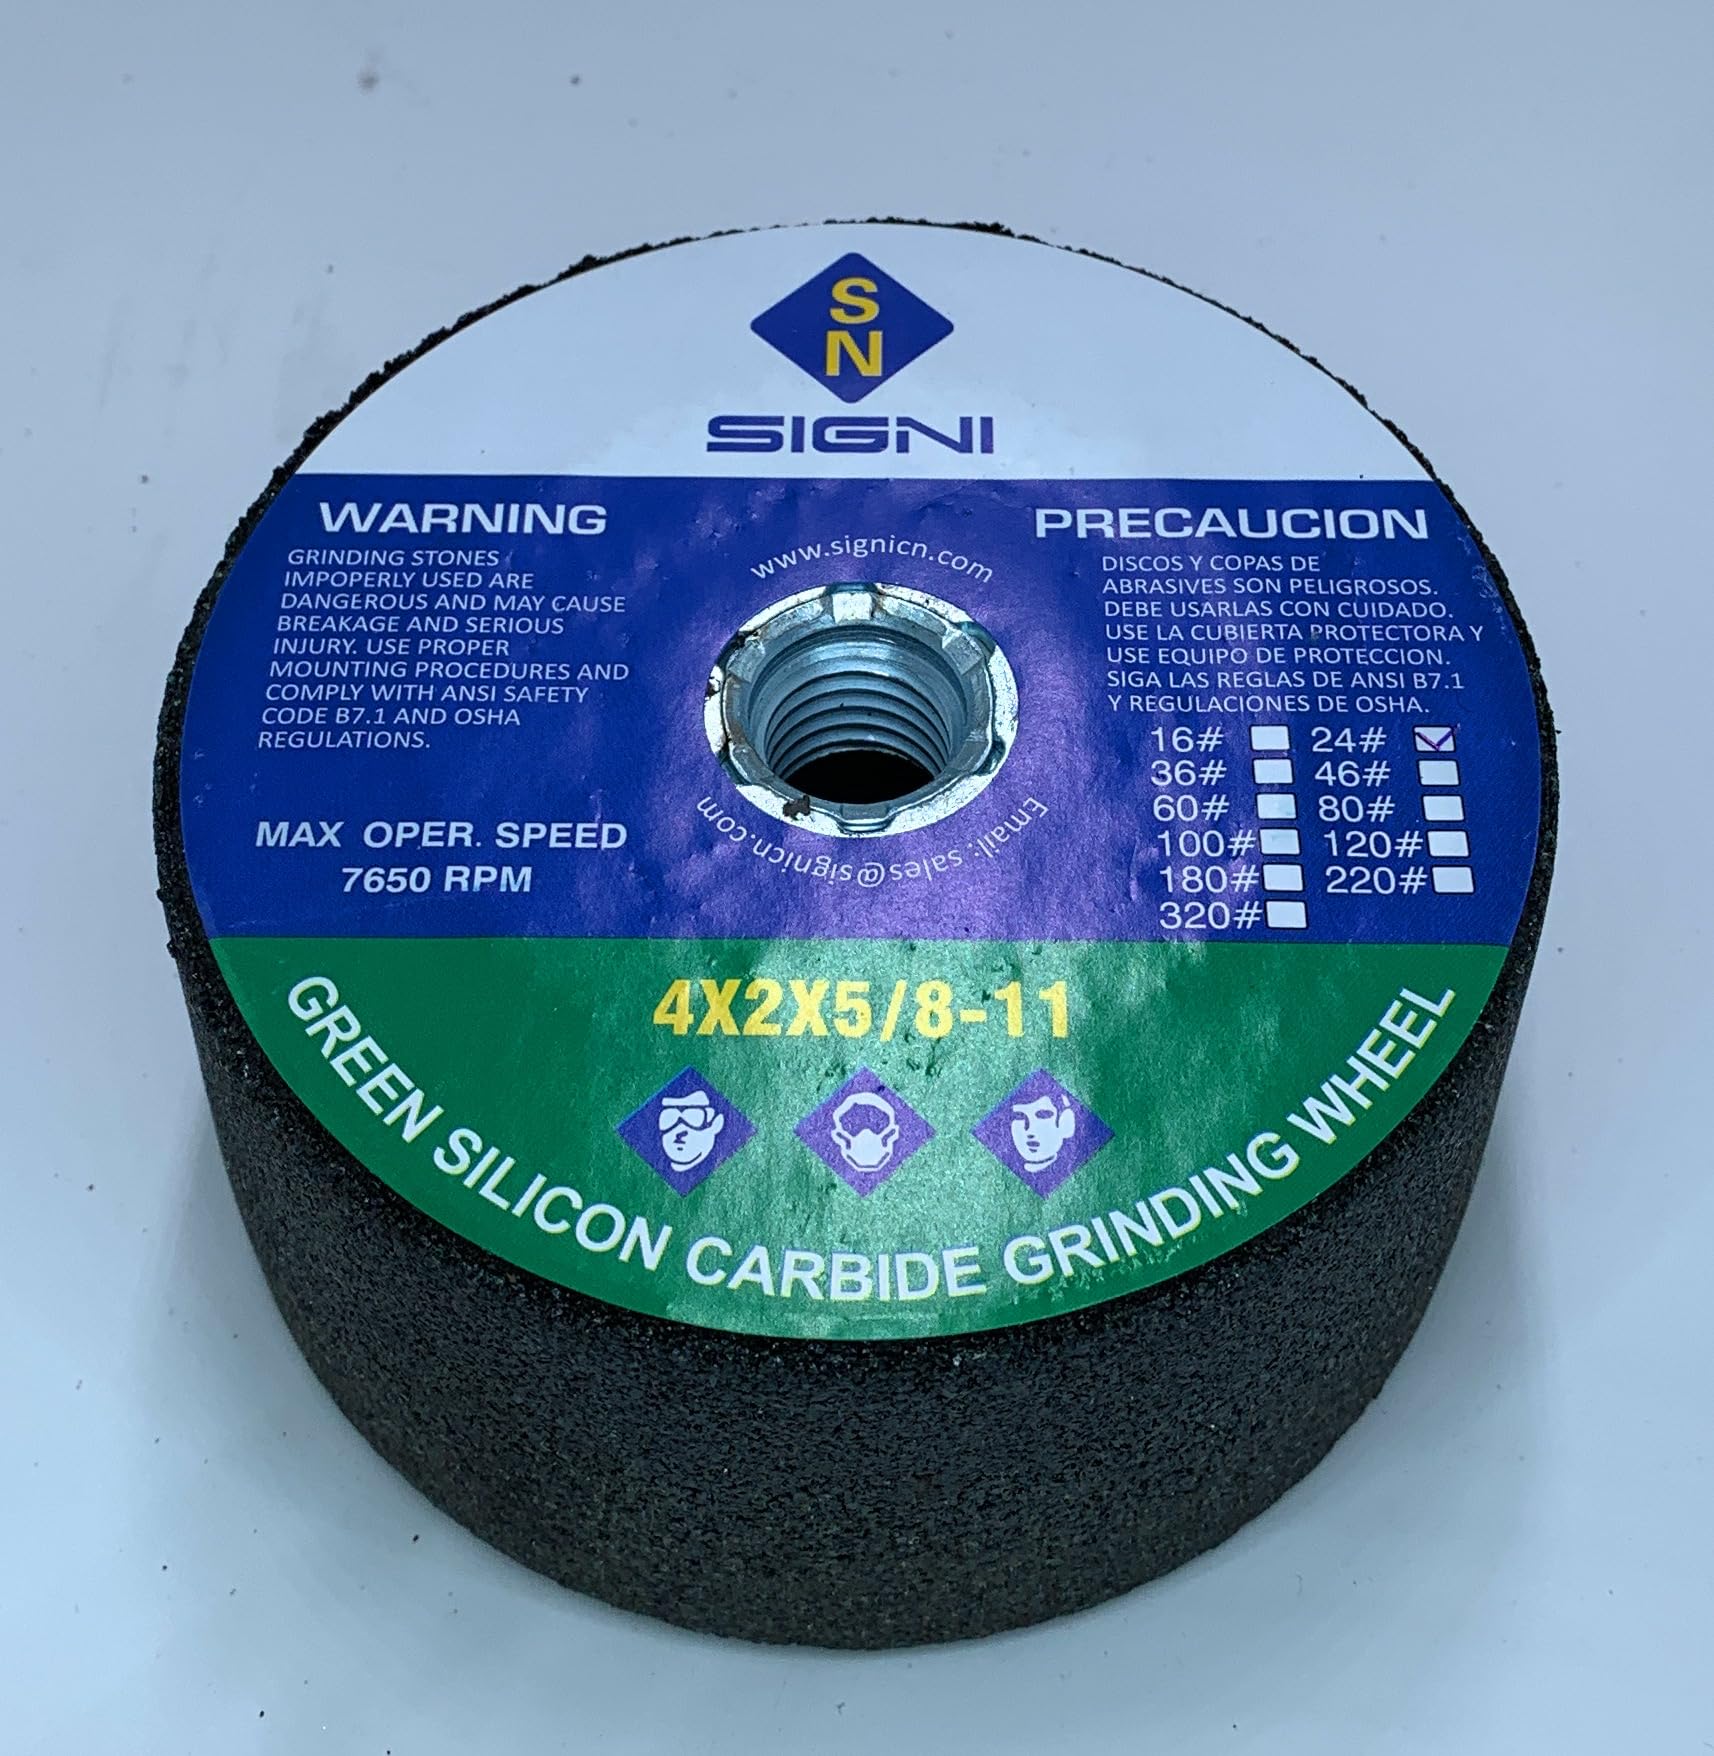 S
N
SIGNI
WARNING
GRINDING STONES
IMPOPERLY USED ARE
DANGEROUS AND MAY CAUSE
BREAKAGE AND SERIOUS
INJURY. USE PROPER
MOUNTING PROCEDURES AND
COMPLY WITH ANSI SAFETY
CODE B7.1 AND OSHA
REGULATIONS.
MAX OPER. SPEED
7650 RPM
www.signicn.com
Email: sales@signicn.com
PRECAUCION
DISCOS Y COPAS DE
ABRASIVES SON PELIGROSOS.
DEBE USARLAS CON CUIDADO.
USE LA CUBIERTA PROTECTORA Y
USE EQUIPO DE PROTECCION.
SIGA LAS REGLAS DE ANSI B7.1
Y REGULACIONES DE OSHA.
16# 24#
36# 46#
60# 80#
100# 120#
180# 220#
320#
4X2X5/8-11
GREEN SILICON CARBIDE GRINDING WHEEL